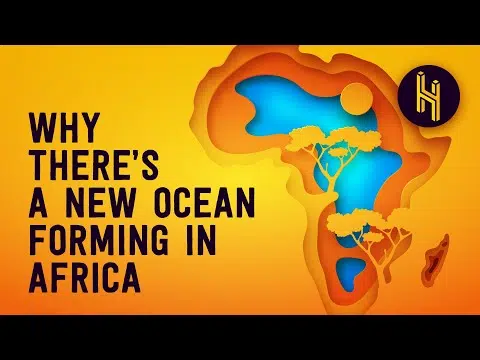 WHY
THERE'S
A NEW OCEAN
FORMING IN
AFRICA